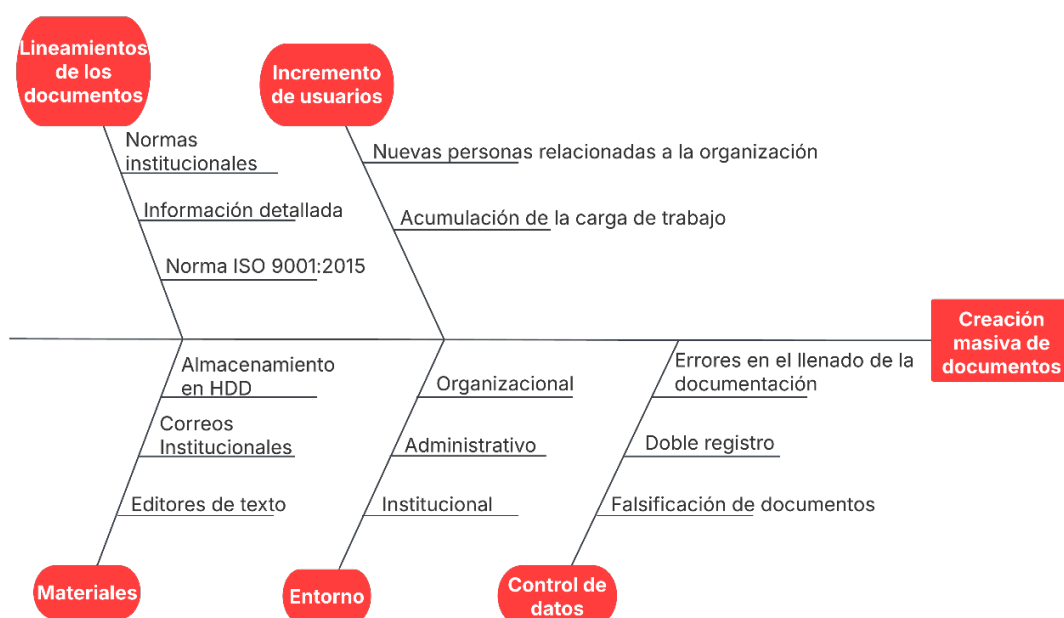 Lineamientos
de los
documentos
Incremento
de usuarios
Normas
institucionales
Información detallada
Norma ISO 9001:2015
Nuevas personas relacionadas a la organización
Acumulación de la carga de trabajo
Creación
masiva de
documentos
Almacenamiento
en HDD
Correos
Institucionales
Editores de texto
Organizacional
Administrativo
Institucional
Errores en el llenado de la
documentación
Doble registro
Falsificación de documentos
Materiales
Entorno
Control de
datos